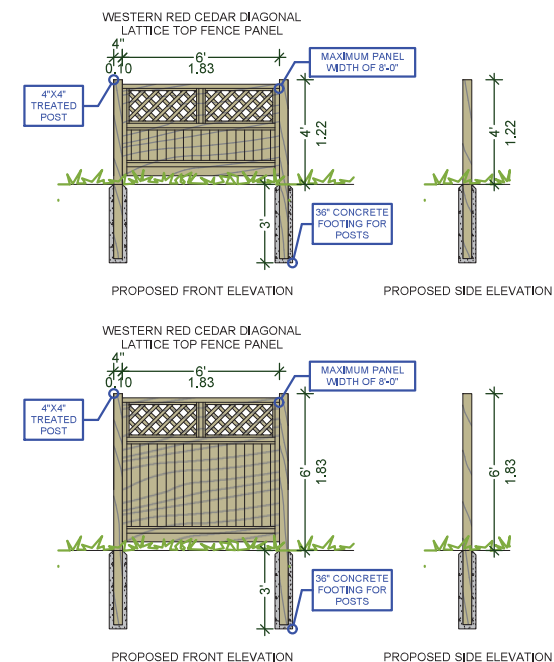 WESTERN RED CEDAR DIAGONAL
LATTICE TOP FENCE PANEL
4"
0.10
6'
1.83
4"X4"
TREATED
POST
MAXIMUM PANEL
WIDTH OF 8'-0"
4'
1.22
4'
1.22
3'
36" CONCRETE
FOOTING FOR
POSTS
PROPOSED FRONT ELEVATION
PROPOSED SIDE ELEVATION
WESTERN RED CEDAR DIAGONAL
LATTICE TOP FENCE PANEL
4"
0.10
6'
1.83
4"X4"
TREATED
POST
MAXIMUM PANEL
WIDTH OF 8'-0"
6'
1.83
6'
1.83
3'
36" CONCRETE
FOOTING FOR
POSTS
PROPOSED FRONT ELEVATION
PROPOSED SIDE ELEVATION